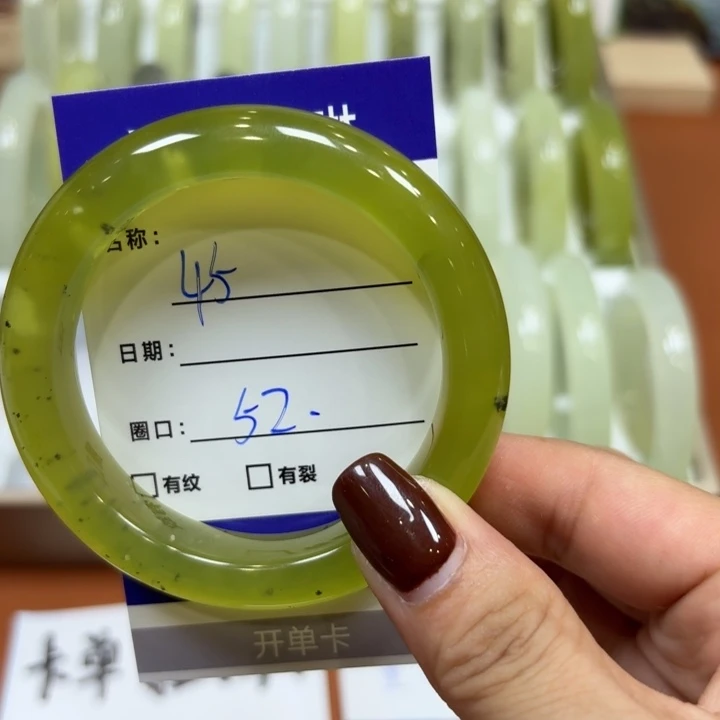 名称: 45
日期:
圈口: 52.
□有纹 □有裂
开单卡
卡单